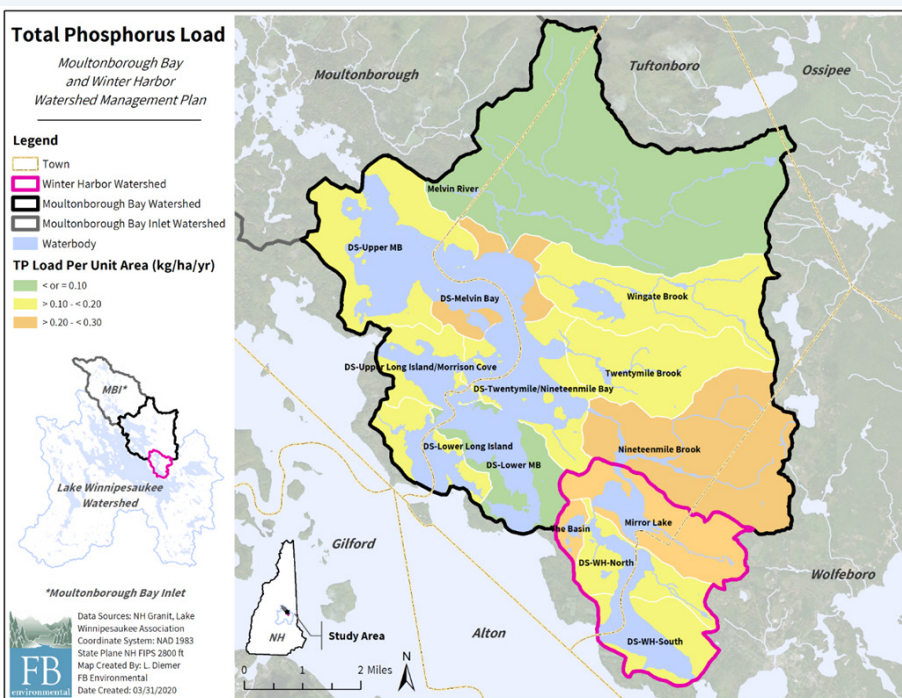 Total Phosphorus Load
Moultonborough Bay
and Winter Harbor
Watershed Management Plan
Legend
Town
Winter Harbor Watershed
Moultonborough Bay Watershed
Moultonborough Bay Inlet Watershed
Waterbody
TP Load Per Unit Area (kg/ha/yr)
< or = 0.10
> 0.10 - < 0.20
> 0.20 - < 0.30
MBI*
Lake Winnipesaukee
Watershed
*Moultonborough Bay Inlet
FB
environmental
Data Sources: NH Granit, Lake
Winnipesaukee Association
Coordinate System: NAD 1983
State Plane NH FIPS 2800 ft
Map Created By: L. Diemer
FB Environmental
Date Created: 03/31/2020
NH
Study Area
0 1 2 Miles
N
Moultonborough
Tuftonboro
Ossipee
Melvin River
DS-Upper MB
DS-Melvin Bay
Wingate Brook
DS-Upper Long Island/Morrison Cove
Twentymile Brook
DS-Twentymile/Nineteenmile Bay
DS-Lower Long Island
Nineteenmile Brook
DS-Lower MB
The Basin
Mirror Lake
DS-WH-North
DS-WH-South
Gilford
Alton
Wolfeboro